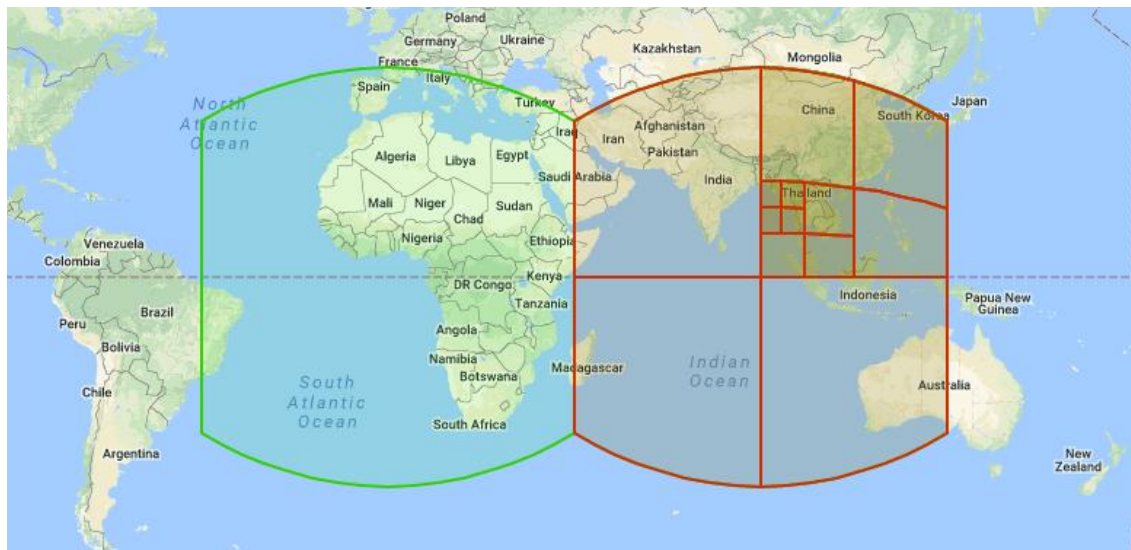 Poland
Germany
Ukraine
Kazakhstan
Mongolia
France
Italy
Spain
Turkey
North
Atlantic
Ocean
Japan
China
South Korea
Iraq
Iran
Afghanistan
Pakistan
Algeria
Libya
Egypt
Saudi Arabia
India
Thailand
Mali
Niger
Chad
Sudan
Nigeria
Ethiopia
Venezuela
Colombia
DR Congo
Kenya
Tanzania
Indonesia
Papua New
Guinea
Brazil
Peru
Angola
Bolivia
Namibia
Botswana
Madagascar
Indian
Ocean
Australia
Chile
South
Atlantic
Ocean
South Africa
Argentina
New
Zealand